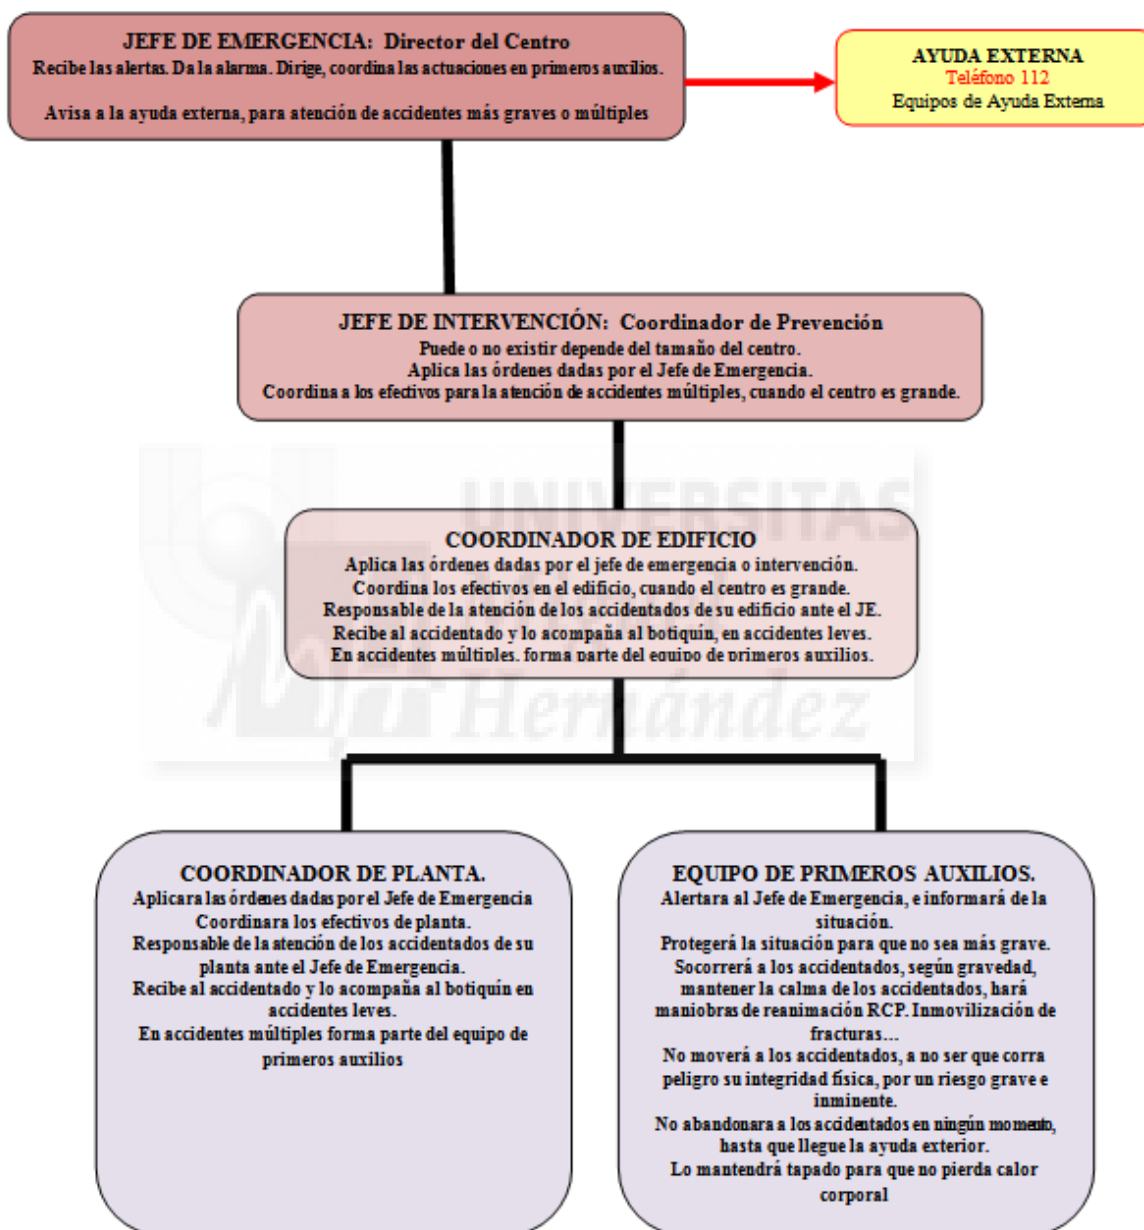 JEFE DE EMERGENCIA: Director del Centro
Recibe las alertas. Da la alarma. Dirige, coordina las actuaciones en primeros auxilios.
Avisa a la ayuda externa, para atención de accidentes más graves o múltiples
AYUDA EXTERNA
Teléfono 112
Equipos de Ayuda Externa
JEFE DE INTERVENCIÓN: Coordinador de Prevención
Puede o no existir depende del tamaño del centro.
Aplica las órdenes dadas por el Jefe de Emergencia.
Coordina a los efectivos para la atención de accidentes múltiples, cuando el centro es grande.
UNIVERSITAS
Miguel
Hernández
COORDINADOR DE EDIFICIO
Aplica las órdenes dadas por el jefe de emergencia o intervención.
Coordina los efectivos en el edificio, cuando el centro es grande.
Responsable de la atención de los accidentados de su edificio ante el JE.
Recibe al accidentado y lo acompaña al botiquín, en accidentes leves.
En accidentes múltiples, forma parte del equipo de primeros auxilios.
COORDINADOR DE PLANTA.
Aplicara las órdenes dadas por el Jefe de Emergencia
Coordinara los efectivos de planta.
Responsable de la atención de los accidentados de su
planta ante el Jefe de Emergencia.
Recibe al accidentado y lo acompaña al botiquín en
accidentes leves.
En accidentes múltiples forma parte del equipo de
primeros auxilios
EQUIPO DE PRIMEROS AUXILIOS.
Alertara al Jefe de Emergencia, e informará de la
situación.
Protegerá la situación para que no sea más grave.
Socorrerá a los accidentados, según gravedad,
mantener la calma de los accidentados, hará
maniobras de reanimación RCP. Inmovilización de
fracturas...
No moverá a los accidentados, a no ser que corra
peligro su integridad física, por un riesgo grave e
inminente.
No abandonara a los accidentados en ningún momento,
hasta que llegue la ayuda exterior.
Lo mantendrá tapado para que no pierda calor
corporal